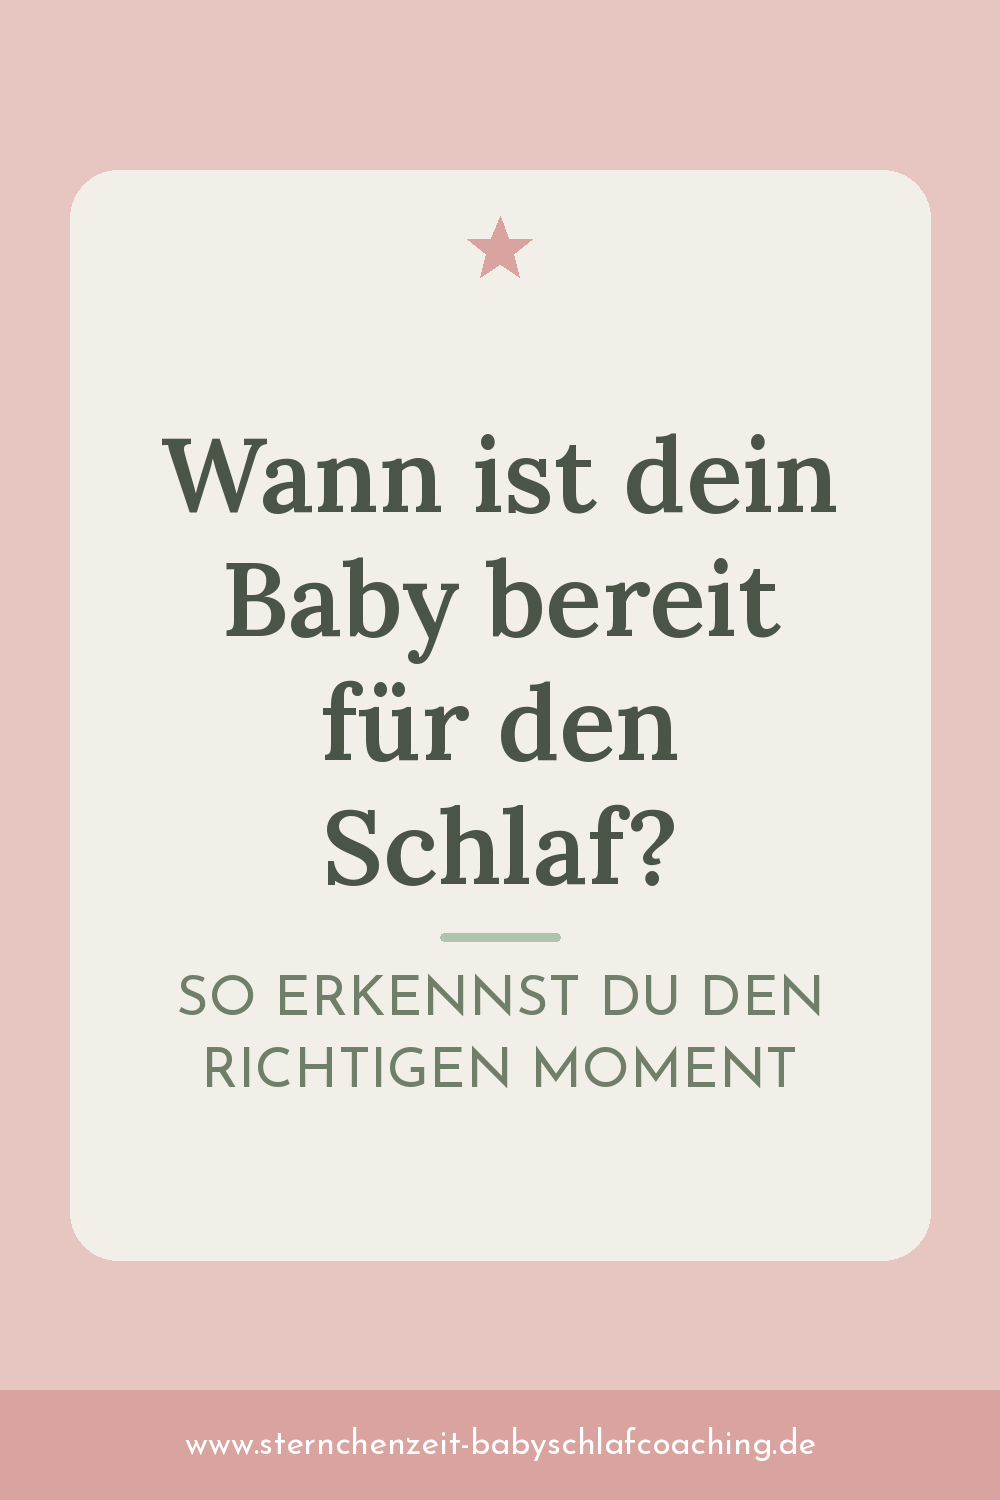 Wann ist dein
Baby bereit
für den
Schlaf?
SO ERKENNST DU DEN
RICHTIGEN MOMENT
www.sternchenzeit-babyschlafcoaching.de